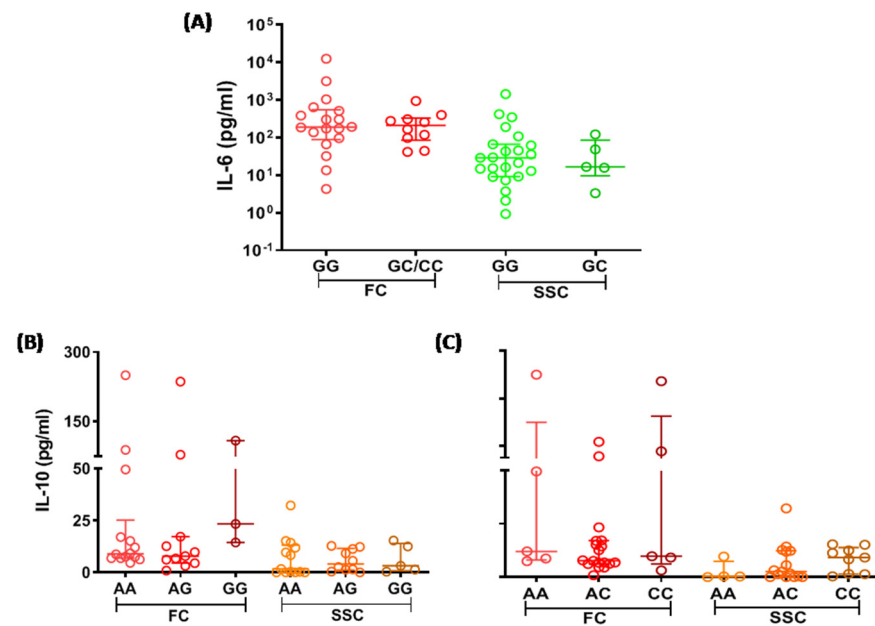 (A)
10^5
10^4
10^3
10^2
10^1
10^0
10^-1
IL-6 (pg/ml)
GG GC/CC GG GC
FC SSC
(B)
300
150
50
25
0
IL-10 (pg/ml)
AA AG GG AA AG GG
FC SSC
(C)
AA AC CC AA AC CC
FC SSC